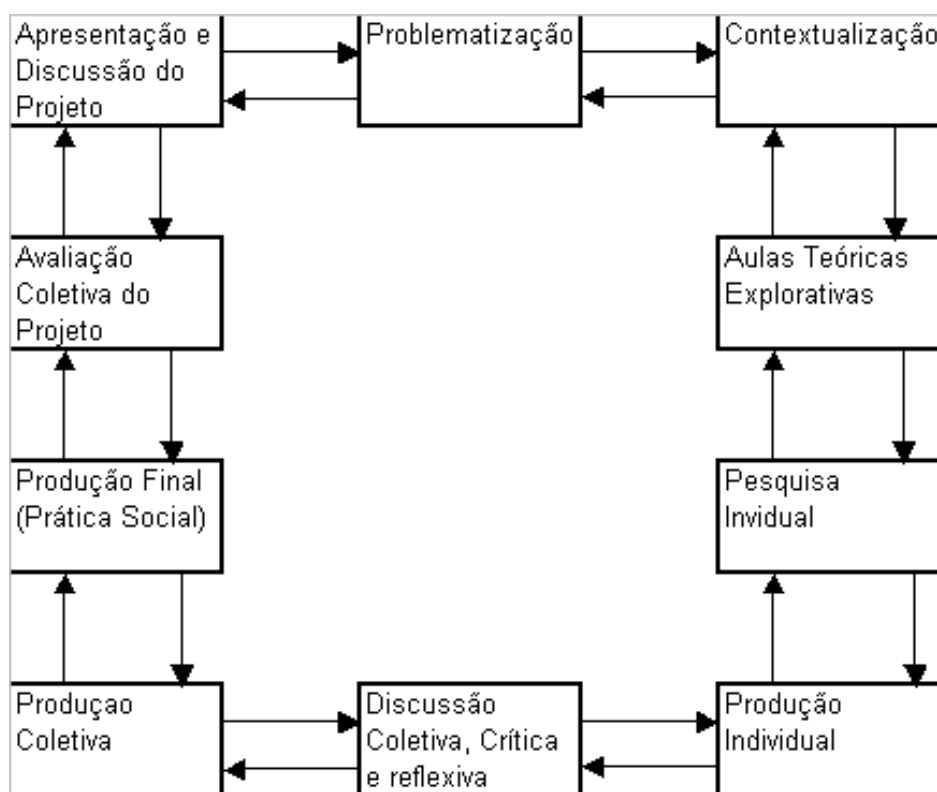 Apresentação e
Discussão do
Projeto
Problematização
Contextualização
Avaliação
Coletiva do
Projeto
Aulas Teóricas
Explorativas
Produção Final
(Prática Social)
Pesquisa
Invidual
Produçao
Coletiva
Discussão
Coletiva, Crítica
e reflexiva
Produção
Individual